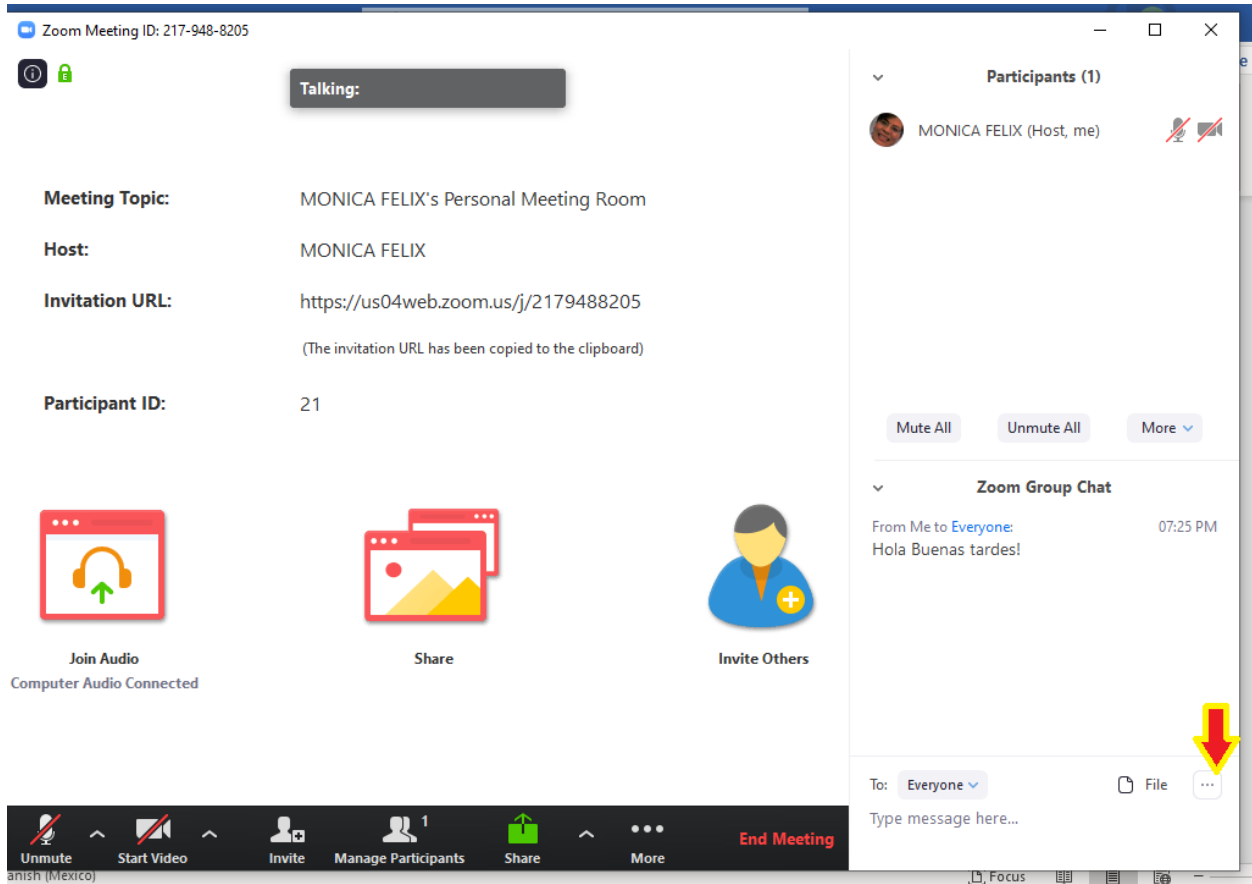 Zoom Meeting ID: 217-948-8205
Talking:
Meeting Topic: MONICA FELIX's Personal Meeting Room
Host: MONICA FELIX
Invitation URL: https://us04web.zoom.us/j/2179488205
(The invitation URL has been copied to the clipboard)
Participant ID: 21
Join Audio
Computer Audio Connected
Share
Invite Others
Unmute
Start Video
Invite
Manage Participants 1
Share
More
End Meeting
Participants (1)
MONICA FELIX (Host, me)
Mute All Unmute All More
Zoom Group Chat
From Me to Everyone: 07:25 PM
Hola Buenas tardes!
To: Everyone File
Type message here...
anish (Mexico)
Focus